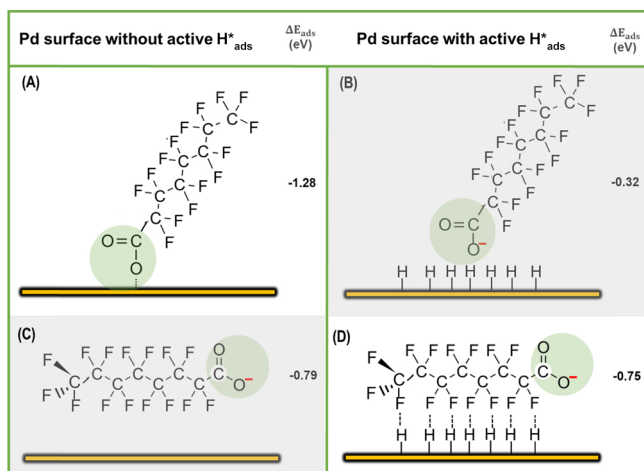 Pd surface without active H*ads ΔEads (eV) Pd surface with active H*ads ΔEads (eV)
(A)
F F
F C F
F C
F C F
F C F
F C F
F C F
C F
O=C F
O
-1.28
(B)
F F
F C F
F C
F C F
F C F
F C F
F C F
C F
O=C F
O−
H H H H H H H
-0.32
(C)
F F F F F F O
F C C C C C C C C O−
F F F F F F F F
-0.79
(D)
F F F F F F O
F C C C C C C C C O−
F F F F F F F F
H H H H H H H
-0.75